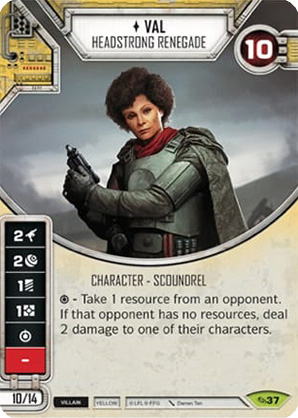 VAL
HEADSTRONG RENEGADE
10
2
2
1
1
-
CHARACTER - SCOUNDREL
- Take 1 resource from an opponent.
If that opponent has no resources, deal
2 damage to one of their characters.
10/14
VILLAIN
YELLOW
© LFL © FFG
Darren Tan
37